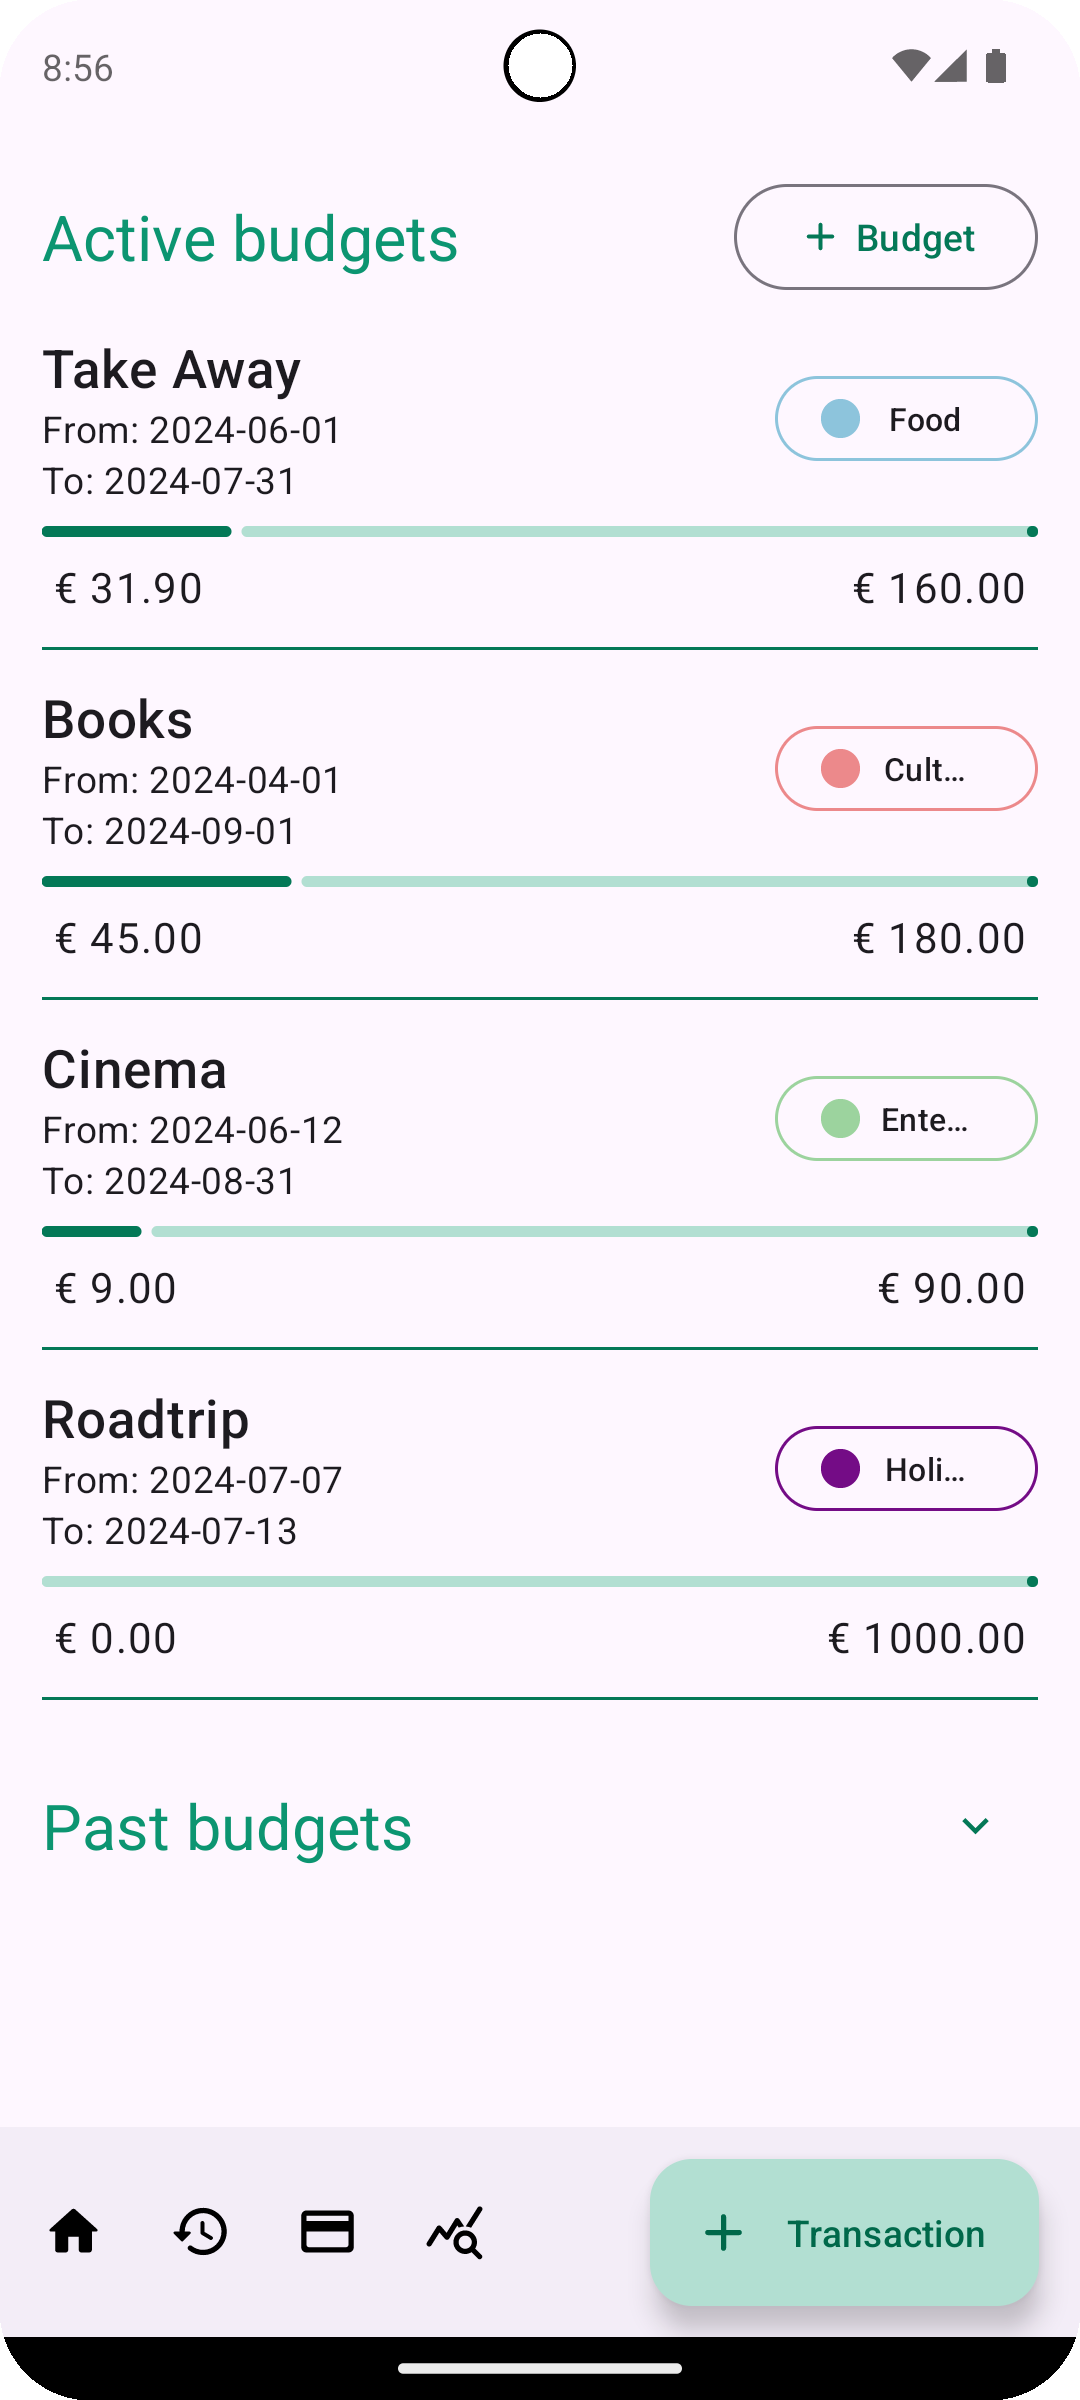 8:56
Active budgets
+ Budget
Take Away
From: 2024-06-01
To: 2024-07-31
Food
€ 31.90
€ 160.00
Books
From: 2024-04-01
To: 2024-09-01
Cult...
€ 45.00
€ 180.00
Cinema
From: 2024-06-12
To: 2024-08-31
Ente...
€ 9.00
€ 90.00
Roadtrip
From: 2024-07-07
To: 2024-07-13
Holi...
€ 0.00
€ 1000.00
Past budgets
+ Transaction